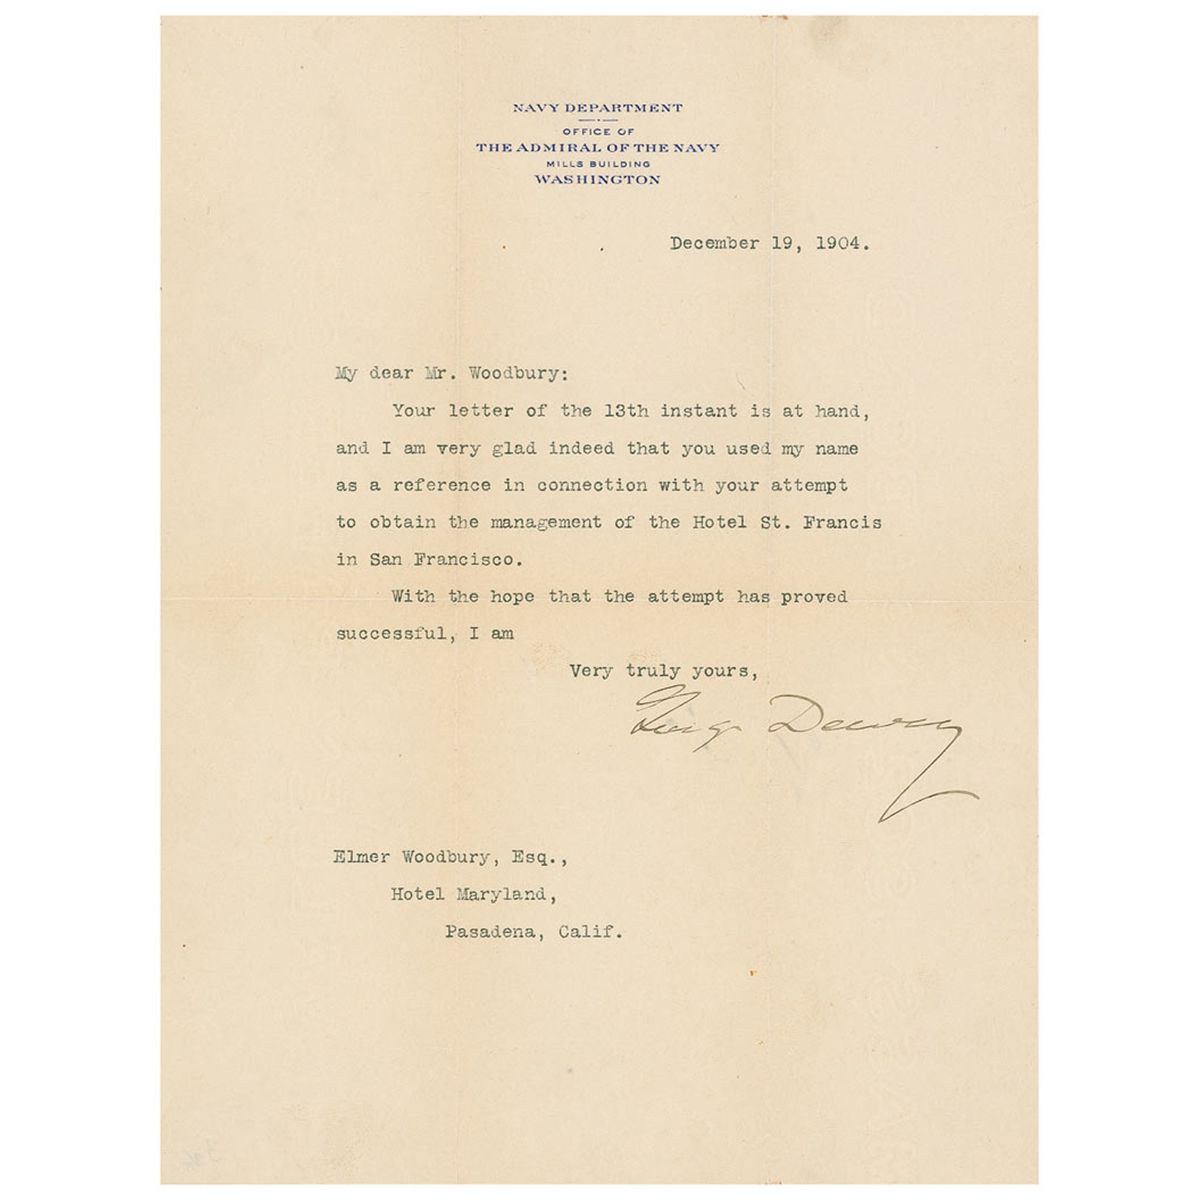 NAVY DEPARTMENT
OFFICE OF
THE ADMIRAL OF THE NAVY
MILLS BUILDING
WASHINGTON
December 19, 1904.
My dear Mr. Woodbury:
Your letter of the 13th instant is at hand,
and I am very glad indeed that you used my name
as a reference in connection with your attempt
to obtain the management of the Hotel St. Francis
in San Francisco.
With the hope that the attempt has proved
successful, I am
Very truly yours,
George Dewey
Elmer Woodbury, Esq.,
Hotel Maryland,
Pasadena, Calif.